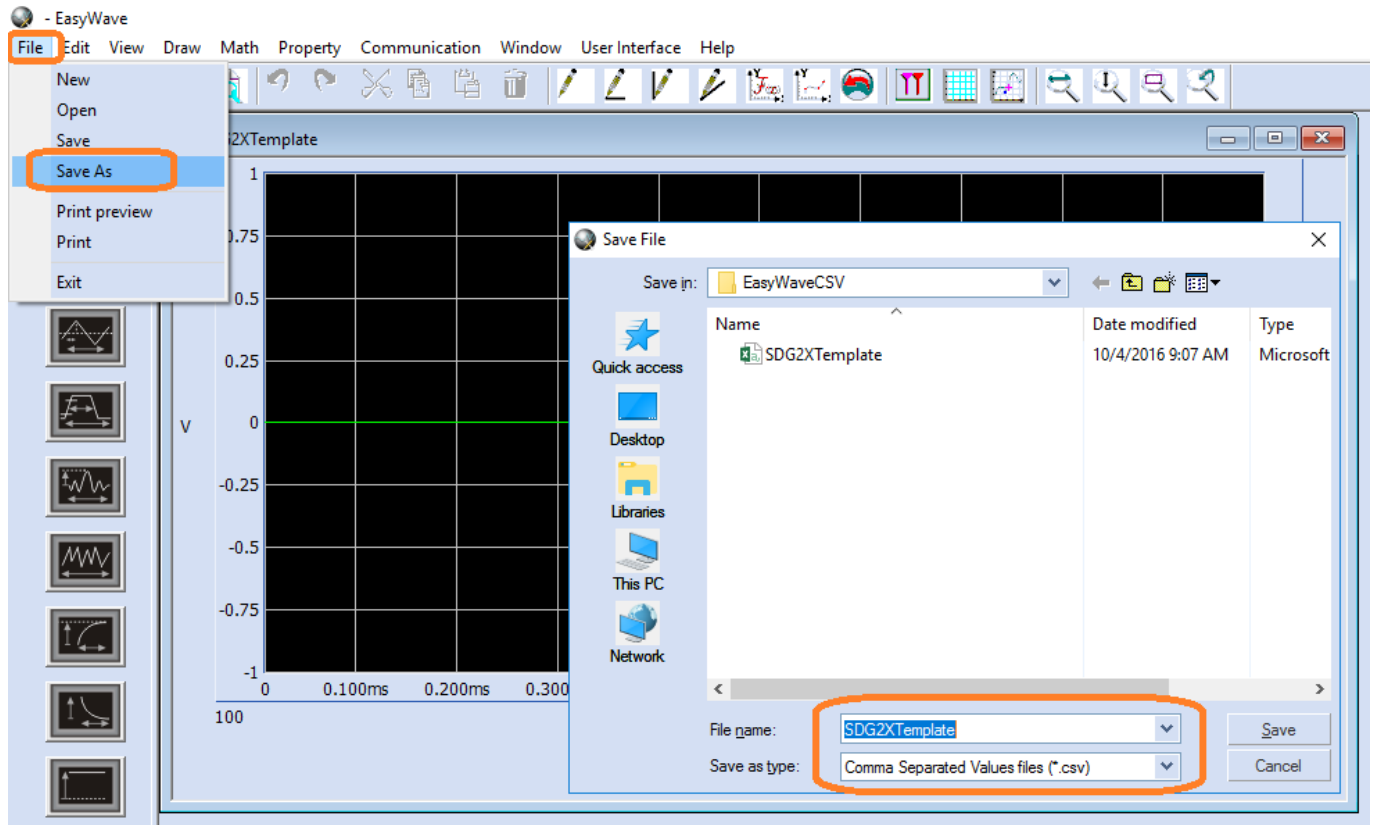 - EasyWave
File Edit View Draw Math Property Communication Window User Interface Help
New
Open
Save
Save As
Print preview
Print
Exit
2XTemplate
1
0.75
0.5
0.25
0
-0.25
-0.5
-0.75
-1
V
0 0.100ms 0.200ms 0.300
100
Save File
Save in: EasyWaveCSV
Name Date modified Type
SDG2XTemplate 10/4/2016 9:07 AM Microsoft
Quick access
Desktop
Libraries
This PC
Network
File name: SDG2XTemplate Save
Save as type: Comma Separated Values files (*.csv) Cancel